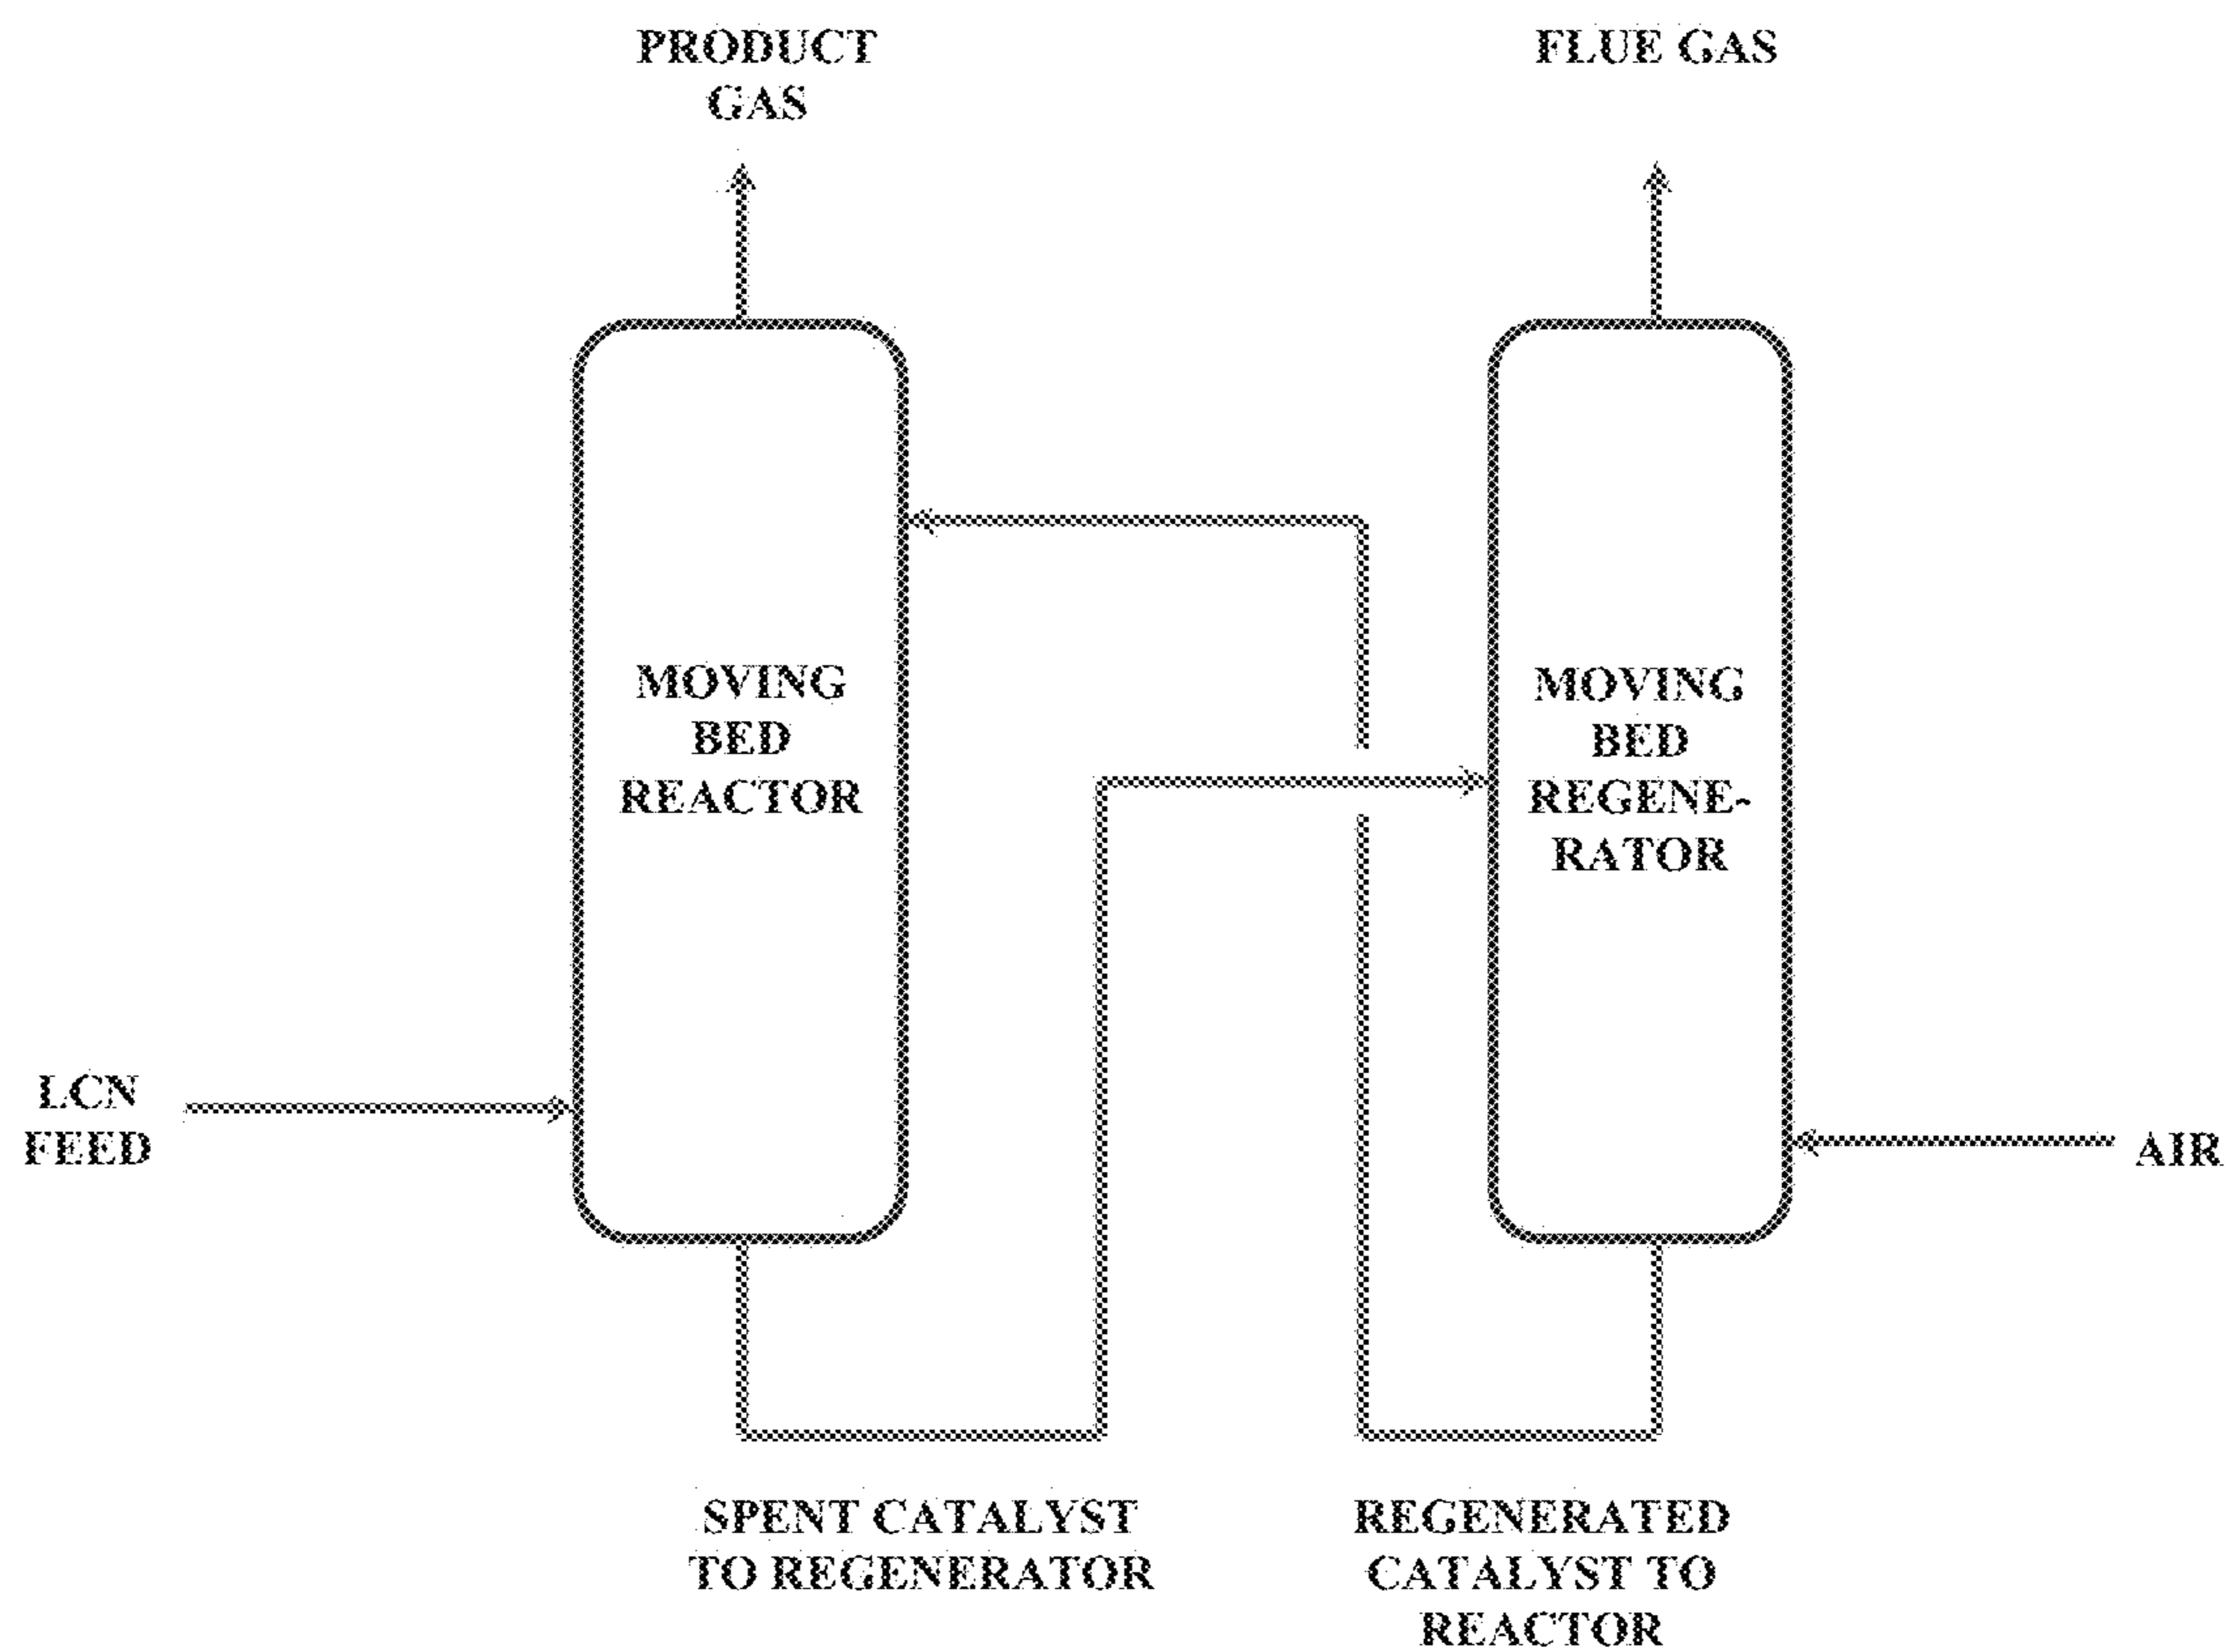 PRODUCT
GAS
FLUE GAS
MOVING
BED
REACTOR
MOVING
BED
REGENE-
RATOR
LCN
FEED
AIR
SPENT CATALYST
TO REGENERATOR
REGENERATED
CATALYST TO
REACTOR